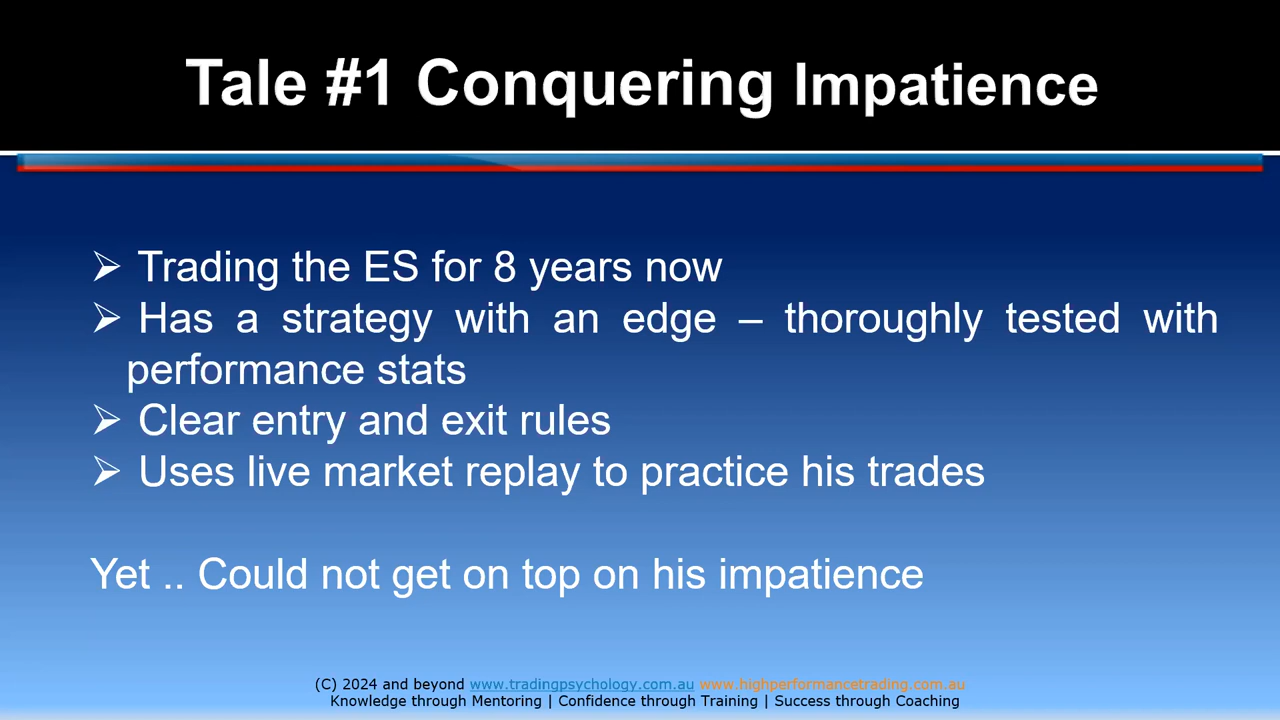 Tale #1 Conquering Impatience
➢ Trading the ES for 8 years now
➢ Has a strategy with an edge – thoroughly tested with
performance stats
➢ Clear entry and exit rules
➢ Uses live market replay to practice his trades
Yet .. Could not get on top on his impatience
(C) 2024 and beyond www.tradingpsychology.com.au www.highperformancetrading.com.au
Knowledge through Mentoring | Confidence through Training | Success through Coaching